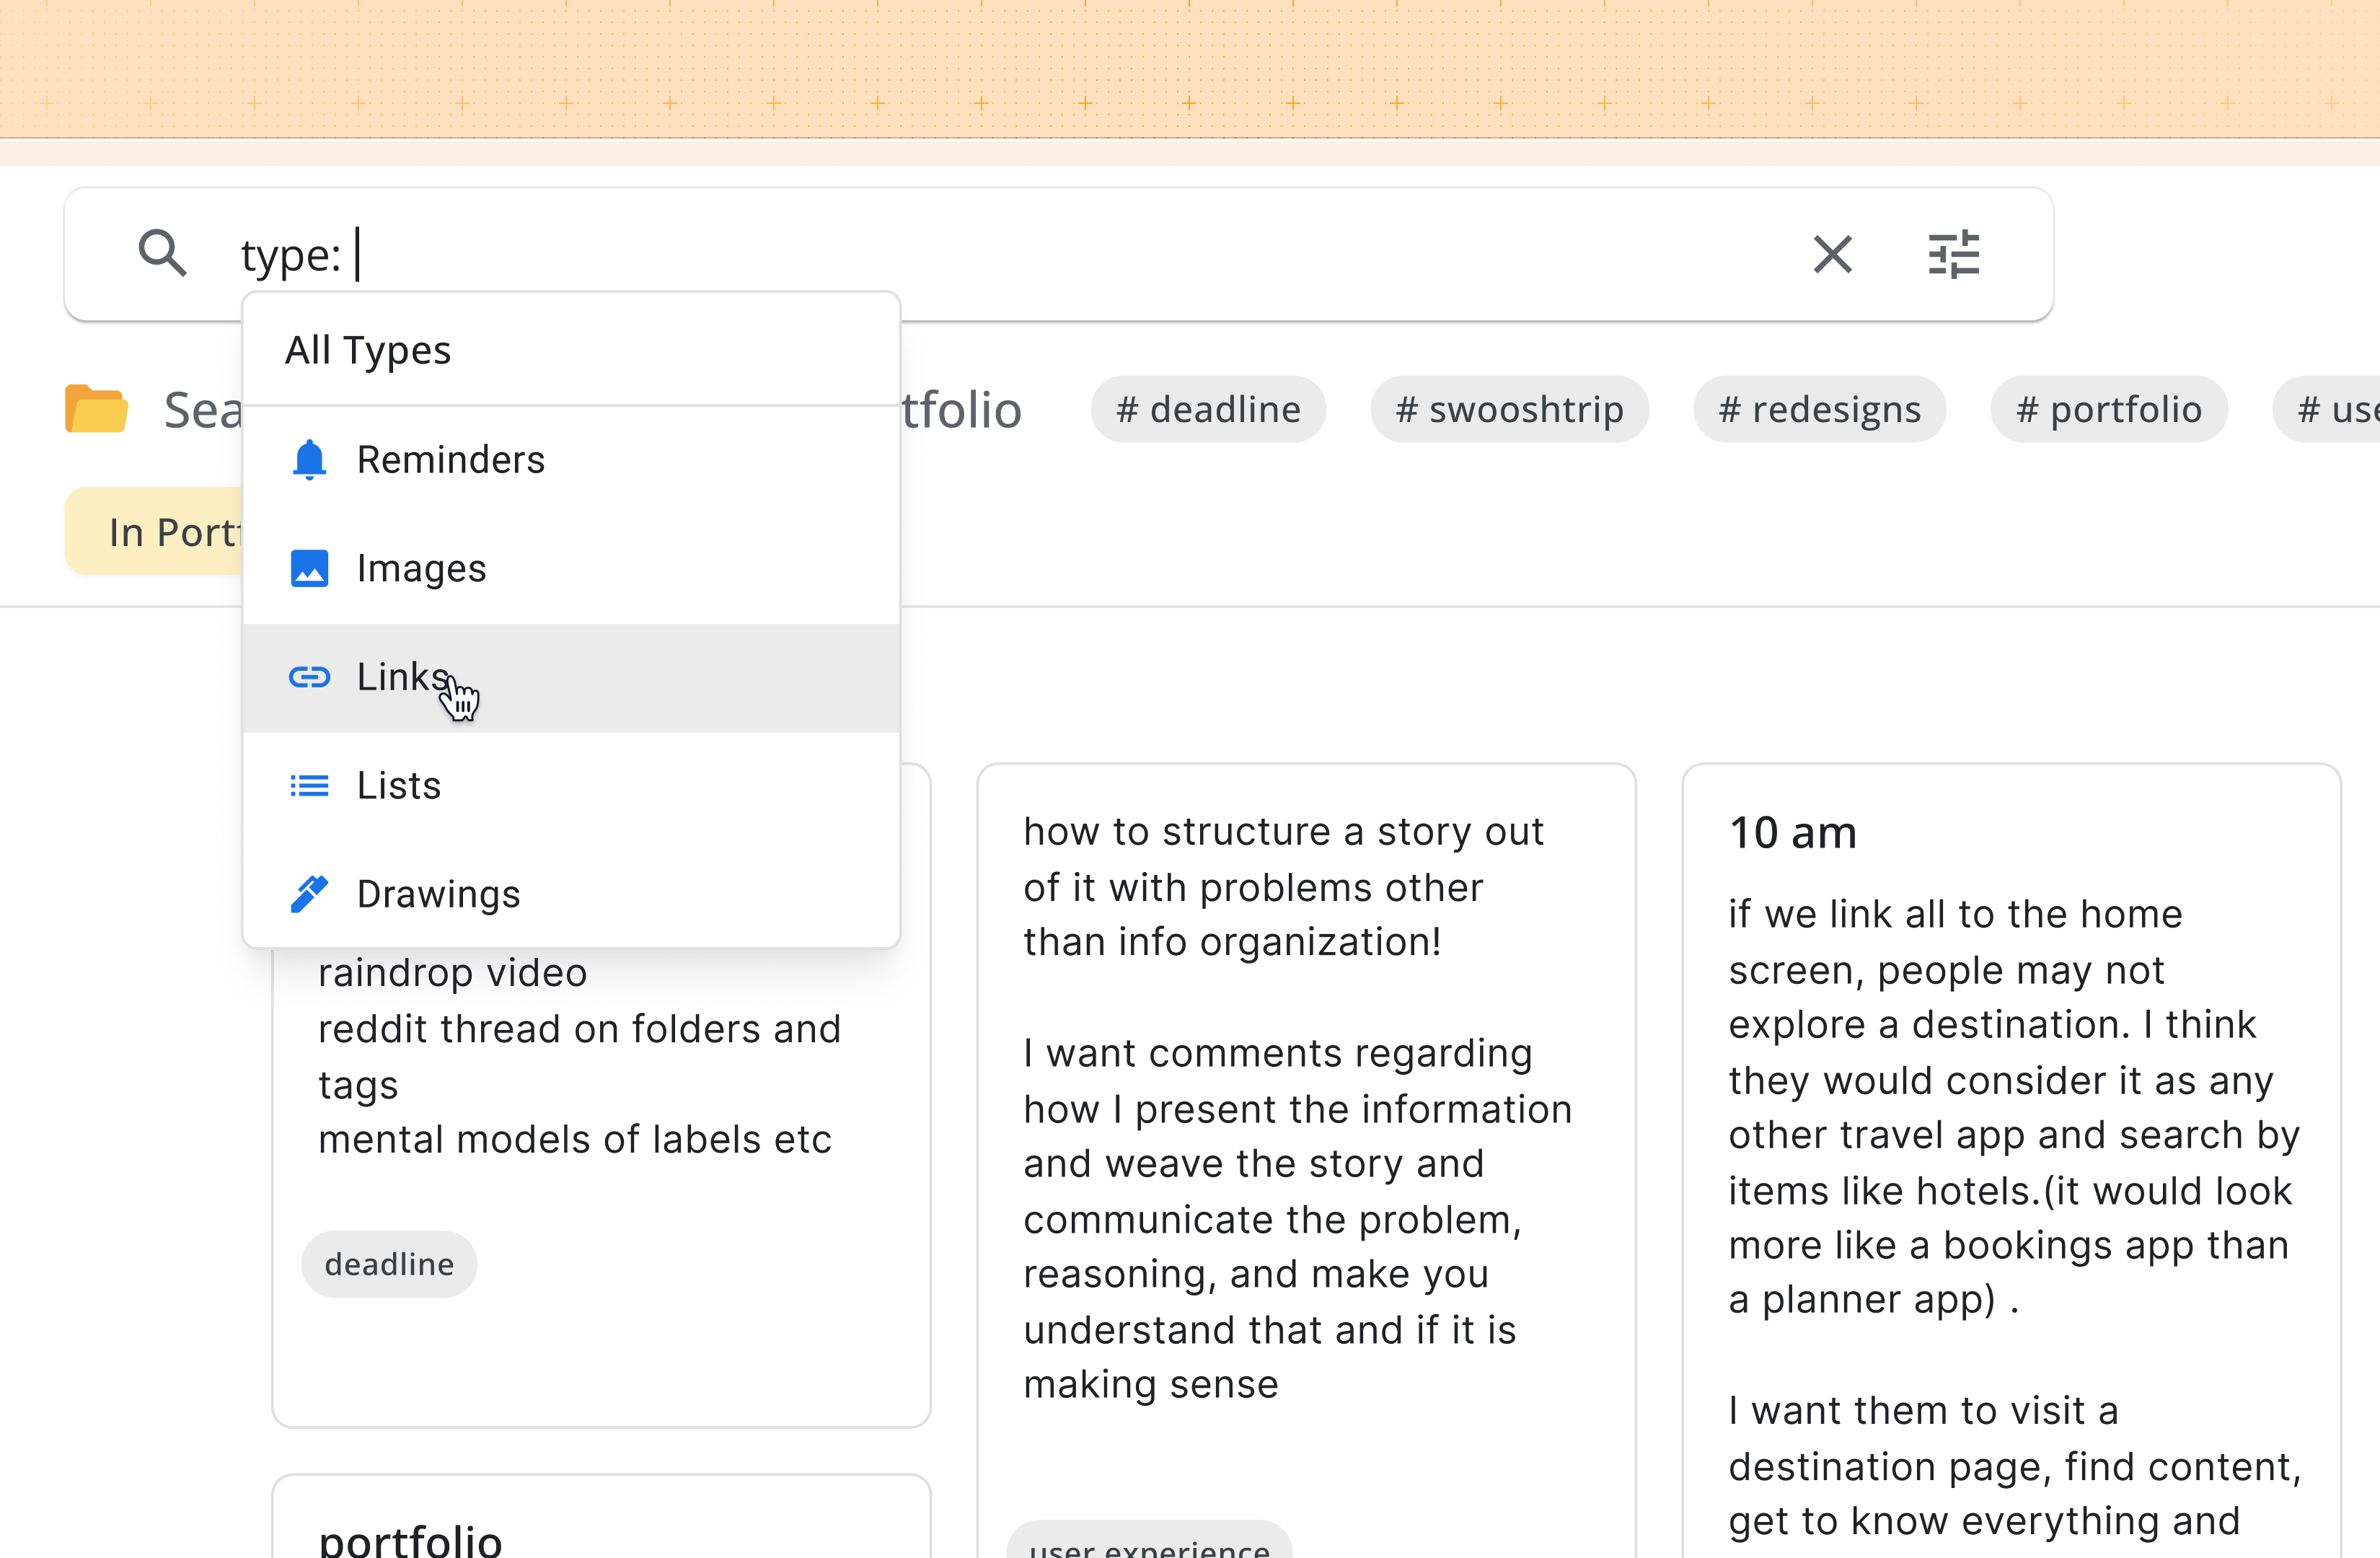 type:
All Types
Reminders
Images
Links
Lists
Drawings
# deadline
# swooshtrip
# redesigns
# portfolio
raindrop video
reddit thread on folders and
tags
mental models of labels etc
deadline
portfolio
how to structure a story out
of it with problems other
than info organization!
I want comments regarding
how I present the information
and weave the story and
communicate the problem,
reasoning, and make you
understand that and if it is
making sense
user experience
10 am
if we link all to the home
screen, people may not
explore a destination. I think
they would consider it as any
other travel app and search by
items like hotels.(it would look
more like a bookings app than
a planner app) .
I want them to visit a
destination page, find content,
get to know everything and